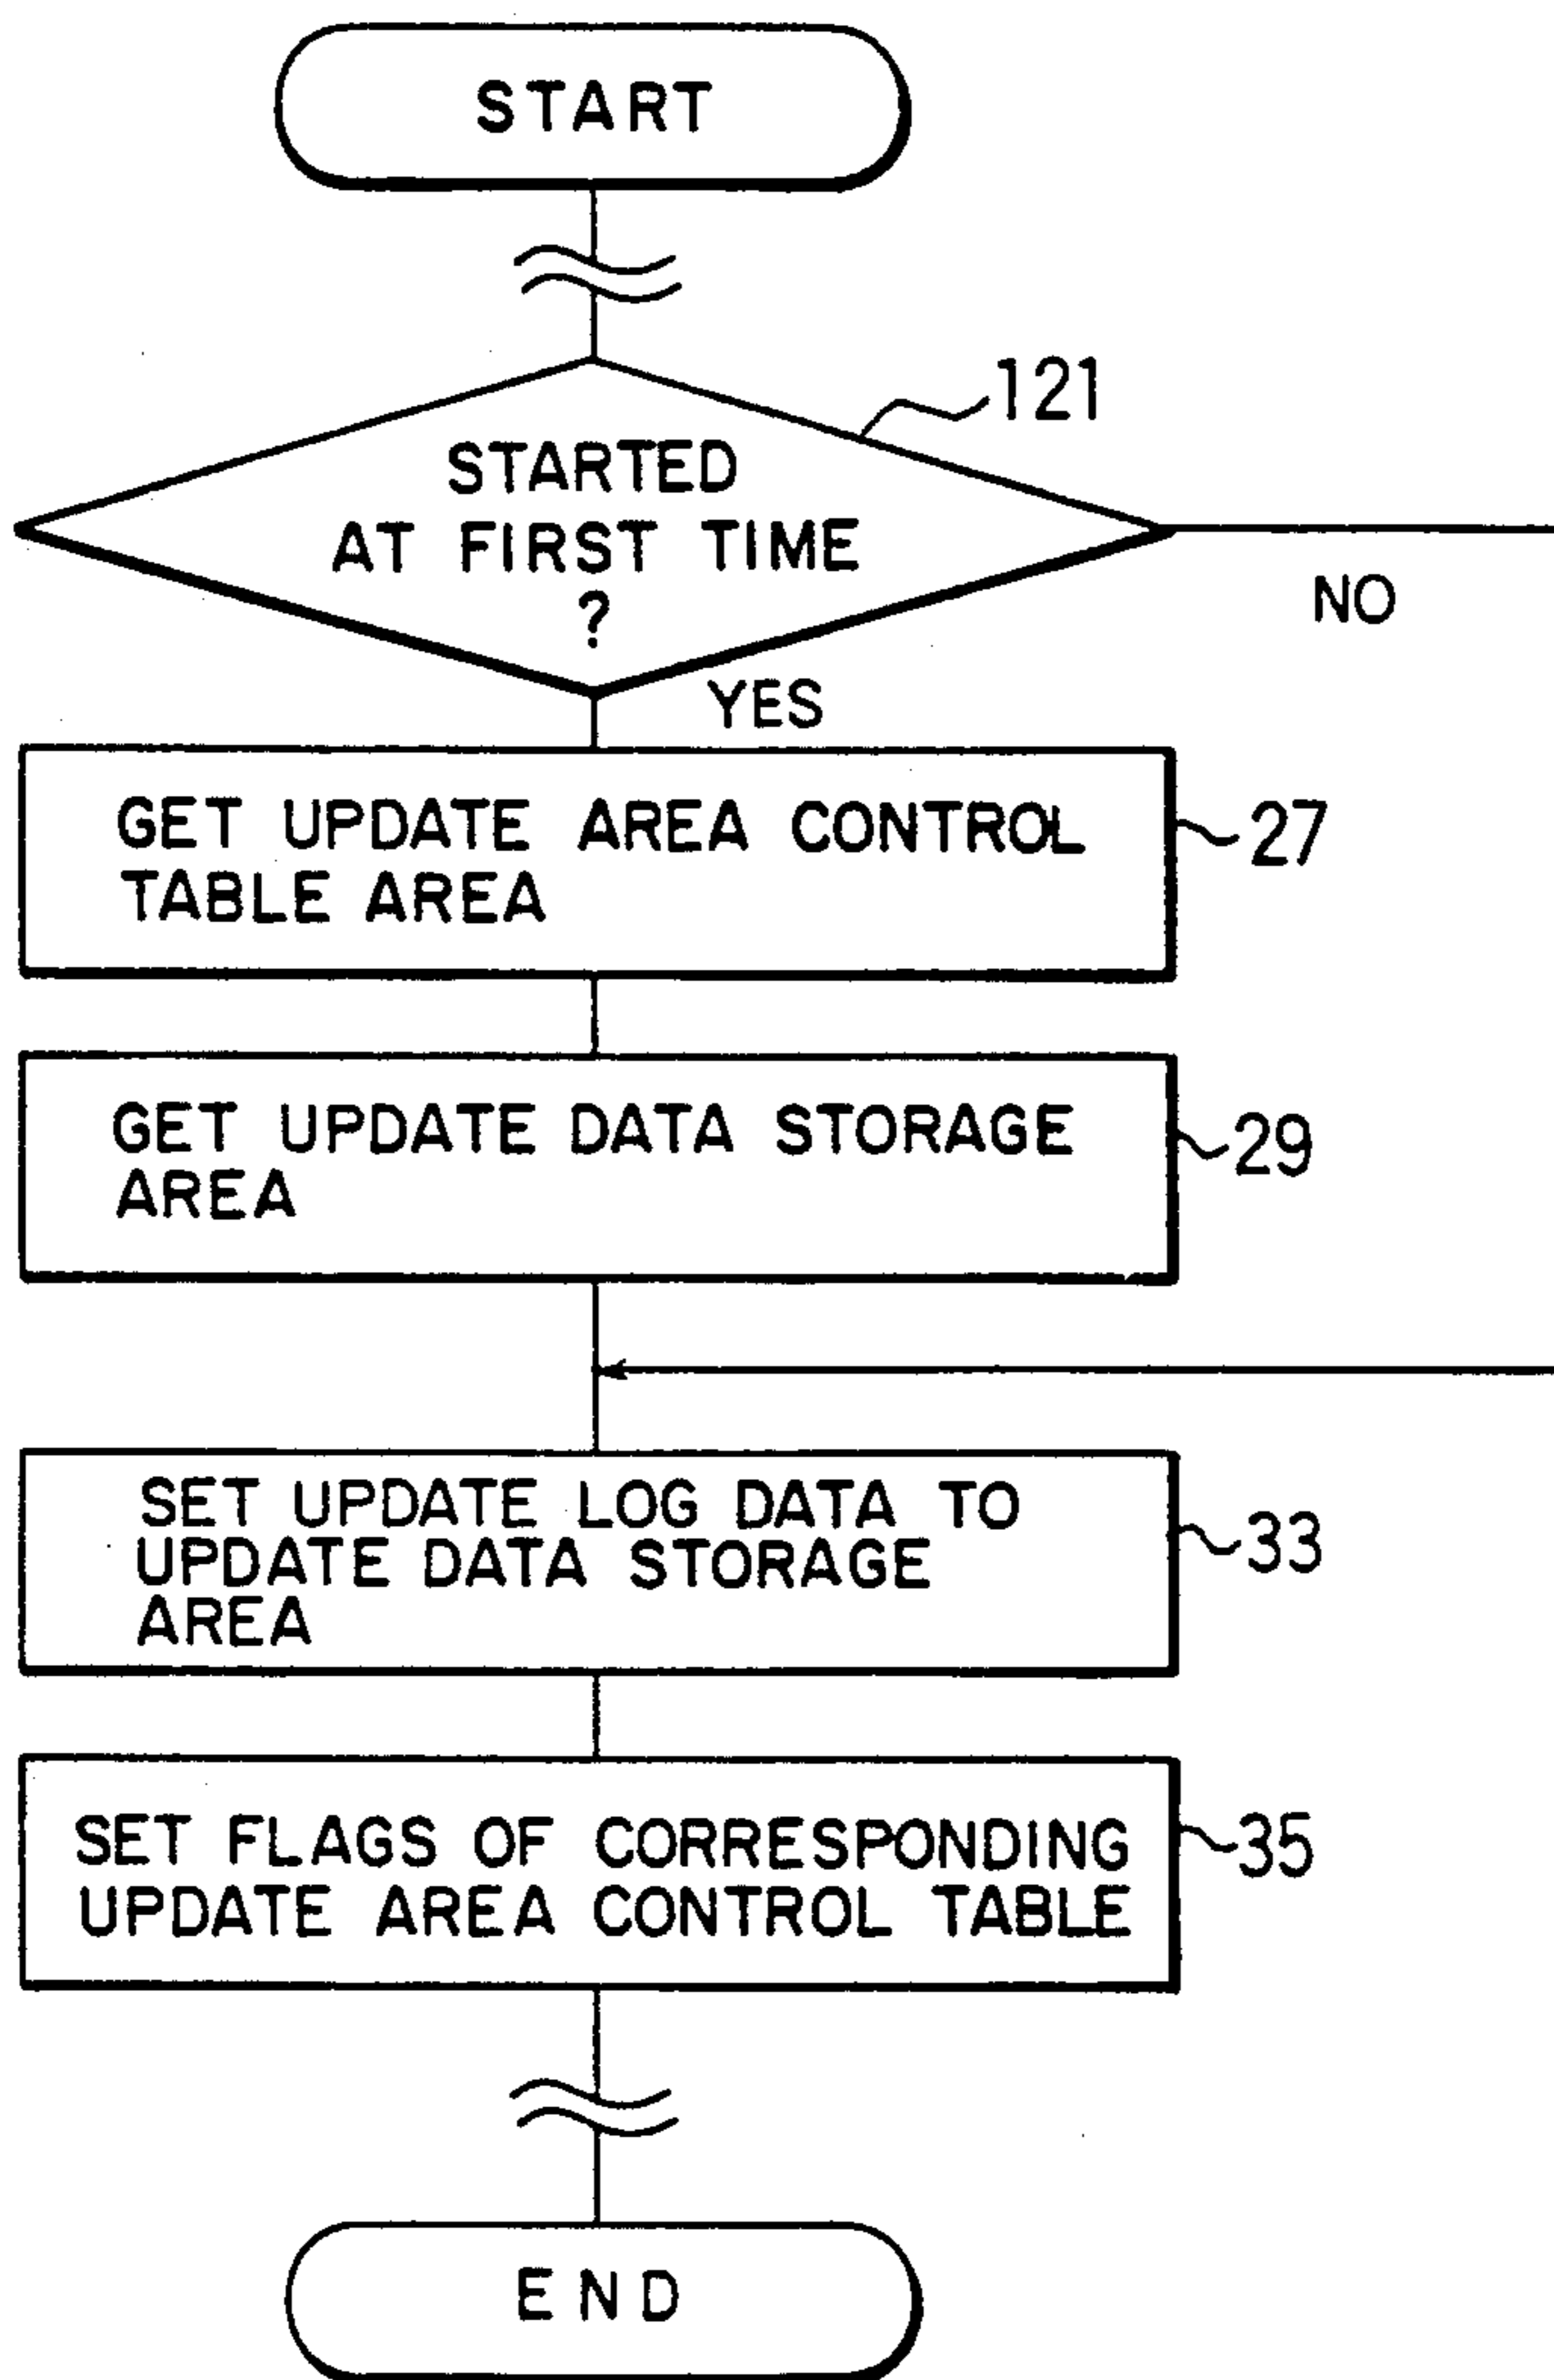 START
121
STARTED
AT FIRST TIME
?
NO
YES
GET UPDATE AREA CONTROL
TABLE AREA
27
GET UPDATE DATA STORAGE
AREA
29
SET UPDATE LOG DATA TO
UPDATE DATA STORAGE
AREA
33
SET FLAGS OF CORRESPONDING
UPDATE AREA CONTROL TABLE
35
END